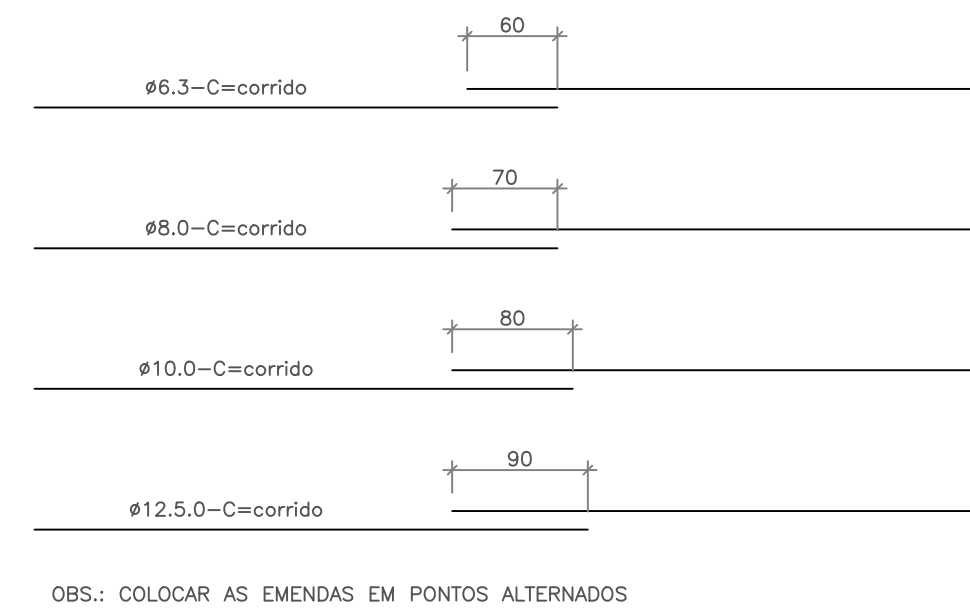 60
ø6.3-C=corrido
70
ø8.0-C=corrido
80
ø10.0-C=corrido
90
ø12.5.0-C=corrido
OBS.: COLOCAR AS EMENDAS EM PONTOS ALTERNADOS